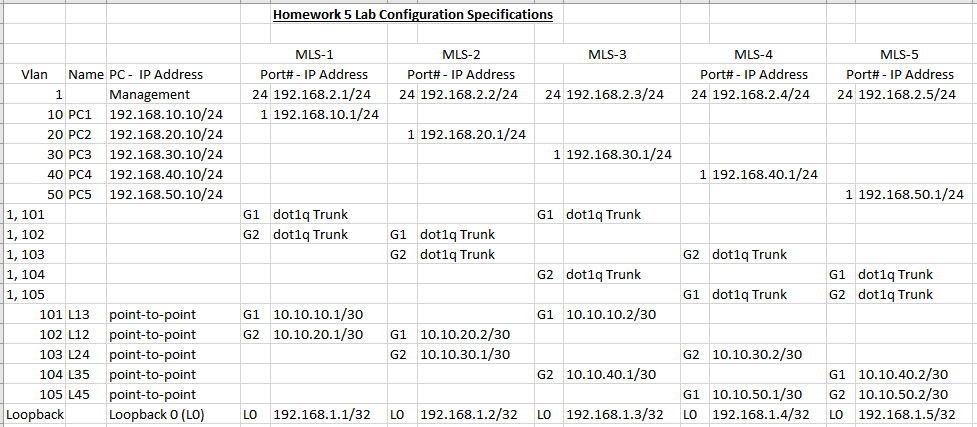 Homework 5 Lab Configuration Specifications
MLS-1 MLS-2 MLS-3 MLS-4 MLS-5
Vlan Name PC - IP Address Port# - IP Address Port# - IP Address Port# - IP Address Port# - IP Address
1 Management 24 192.168.2.1/24 24 192.168.2.2/24 24 192.168.2.3/24 24 192.168.2.4/24 24 192.168.2.5/24
10 PC1 192.168.10.10/24 1 192.168.10.1/24
20 PC2 192.168.20.10/24 1 192.168.20.1/24
30 PC3 192.168.30.10/24 1 192.168.30.1/24
40 PC4 192.168.40.10/24 1 192.168.40.1/24
50 PC5 192.168.50.10/24 1 192.168.50.1/24
1, 101 G1 dot1q Trunk G1 dot1q Trunk
1, 102 G2 dot1q Trunk G1 dot1q Trunk
1, 103 G2 dot1q Trunk G2 dot1q Trunk
1, 104 G2 dot1q Trunk G1 dot1q Trunk
1, 105 G1 dot1q Trunk G2 dot1q Trunk
101 L13 point-to-point G1 10.10.10.1/30 G1 10.10.10.2/30
102 L12 point-to-point G2 10.10.20.1/30 G1 10.10.20.2/30
103 L24 point-to-point G2 10.10.30.1/30 G2 10.10.30.2/30
104 L35 point-to-point G2 10.10.40.1/30 G1 10.10.40.2/30
105 L45 point-to-point G1 10.10.50.1/30 G2 10.10.50.2/30
Loopback Loopback 0 (L0) L0 192.168.1.1/32 L0 192.168.1.2/32 L0 192.168.1.3/32 L0 192.168.1.4/32 L0 192.168.1.5/32